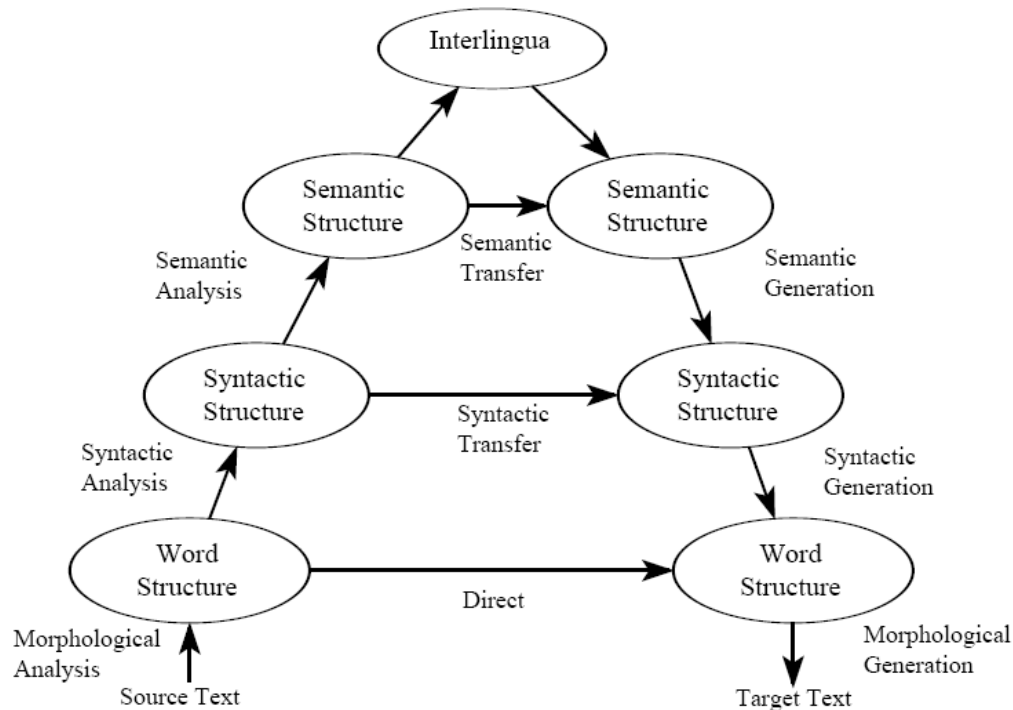 Interlingua
Semantic
Structure
Semantic
Structure
Semantic
Transfer
Semantic
Analysis
Semantic
Generation
Syntactic
Structure
Syntactic
Structure
Syntactic
Transfer
Syntactic
Analysis
Syntactic
Generation
Word
Structure
Word
Structure
Direct
Morphological
Analysis
Morphological
Generation
Source Text
Target Text